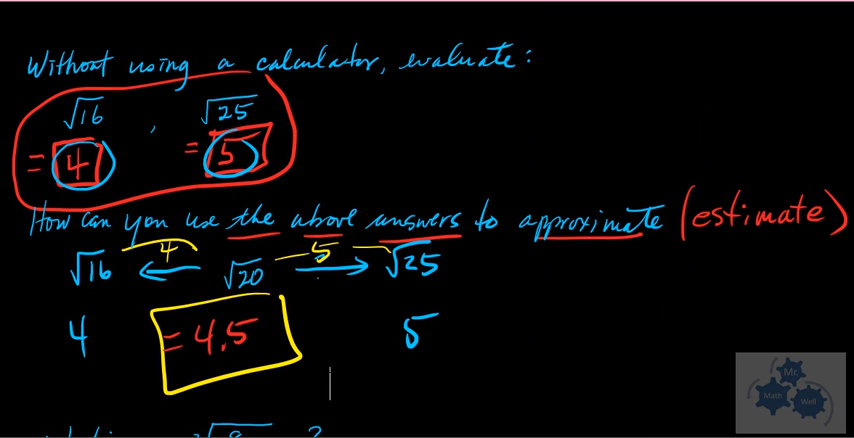 Without using a calculator, evaluate:
√16 , √25
= 4 = 5
How can you use the above answers to approximate (estimate)
4 5
√16 ← √20 → √25
4 = 4.5 5
Mr.
Math Well